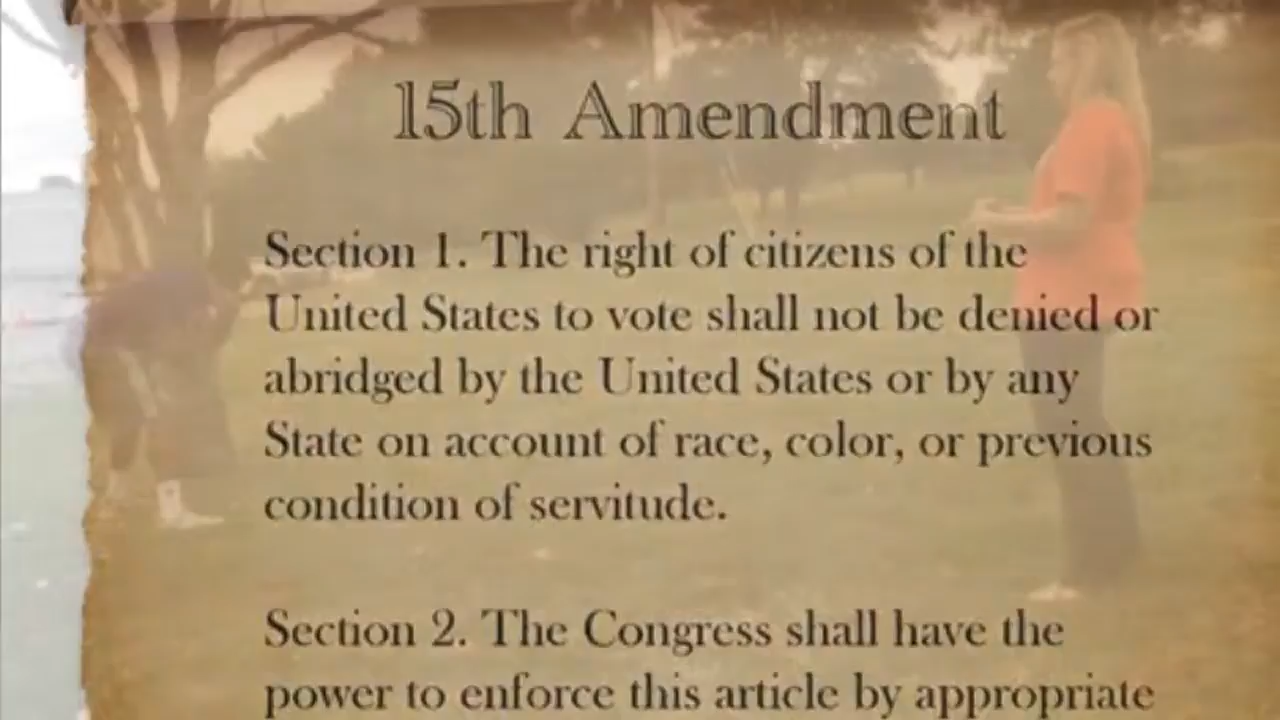 15th Amendment
Section 1. The right of citizens of the
United States to vote shall not be denied or
abridged by the United States or by any
State on account of race, color, or previous
condition of servitude.
Section 2. The Congress shall have the
power to enforce this article by appropriate